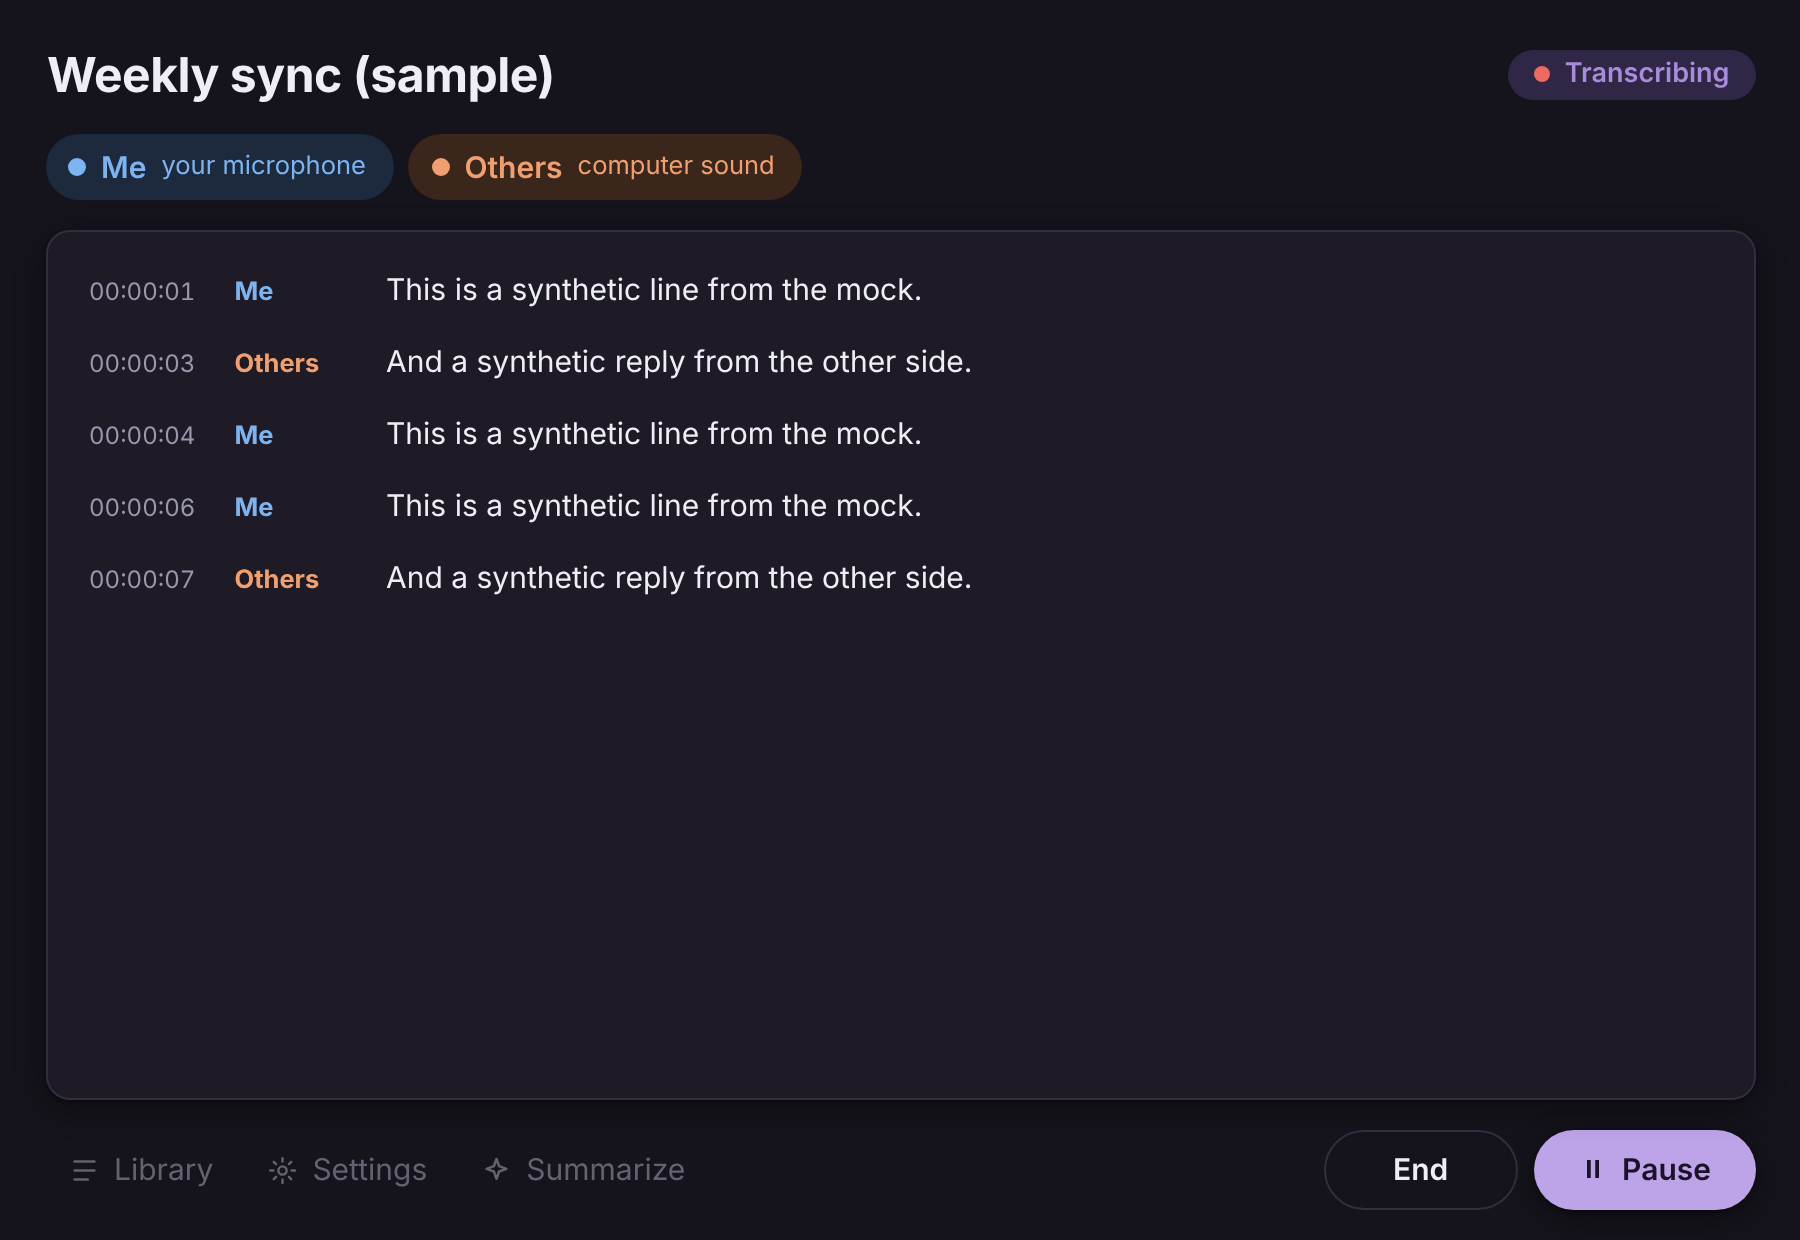 Weekly sync (sample)
Transcribing
Me your microphone
Others computer sound
00:00:01 Me This is a synthetic line from the mock.
00:00:03 Others And a synthetic reply from the other side.
00:00:04 Me This is a synthetic line from the mock.
00:00:06 Me This is a synthetic line from the mock.
00:00:07 Others And a synthetic reply from the other side.
Library Settings Summarize End Pause